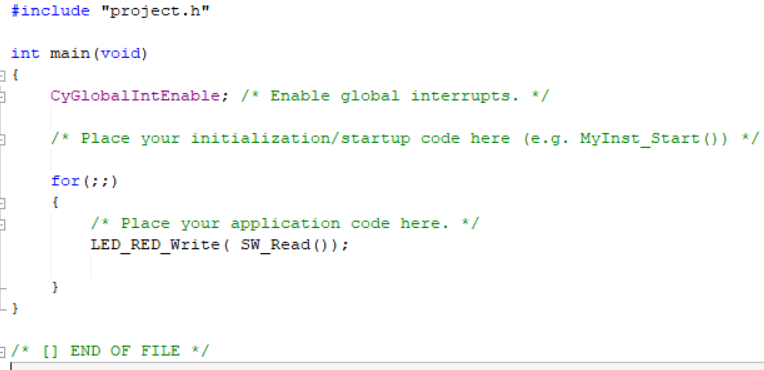 #include "project.h"
int main(void)
{
CyGlobalIntEnable; /* Enable global interrupts. */
/* Place your initialization/startup code here (e.g. MyInst_Start()) */
for(;;)
{
/* Place your application code here. */
LED_RED_Write( SW_Read());
}
}
/* [] END OF FILE */